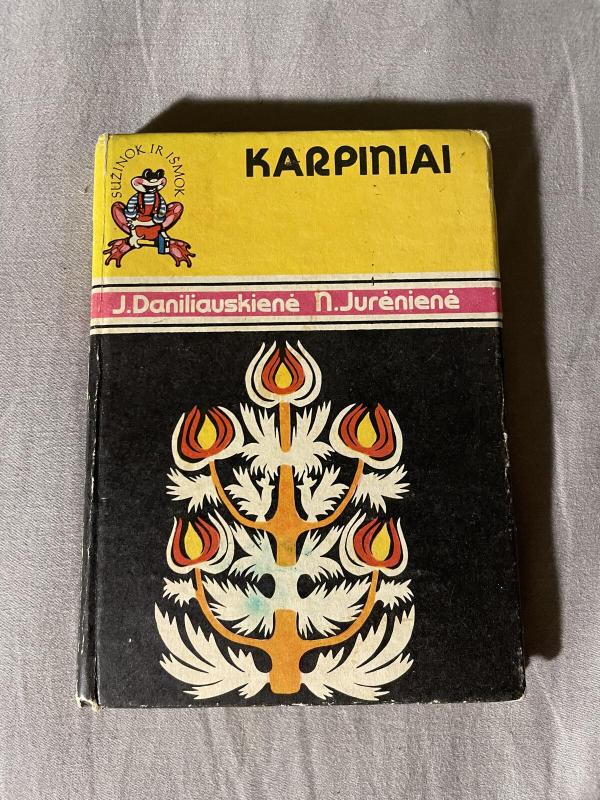 SUŽINOK IR IŠMOK
KARPINIAI
J.Daniliauskienė N.Jurėnienė